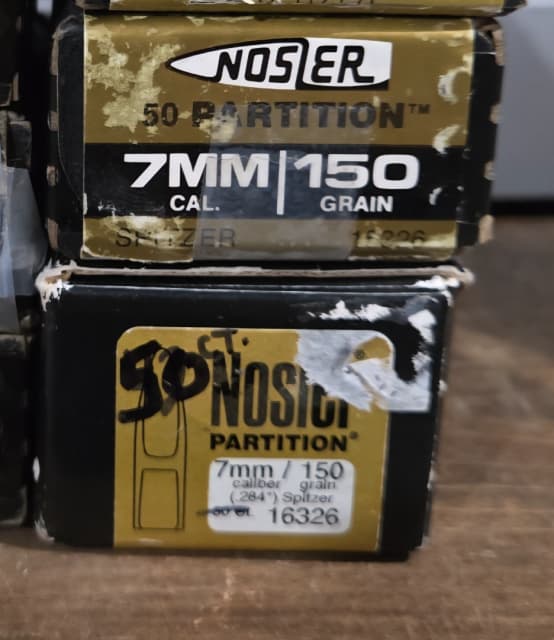 NOSLER
50 PARTITION™
7MM | 150
CAL. GRAIN
SPITZER
50 CT.
Nosler
PARTITION®
7mm / 150
caliber grain
(.284") Spitzer
50 ct. 16326